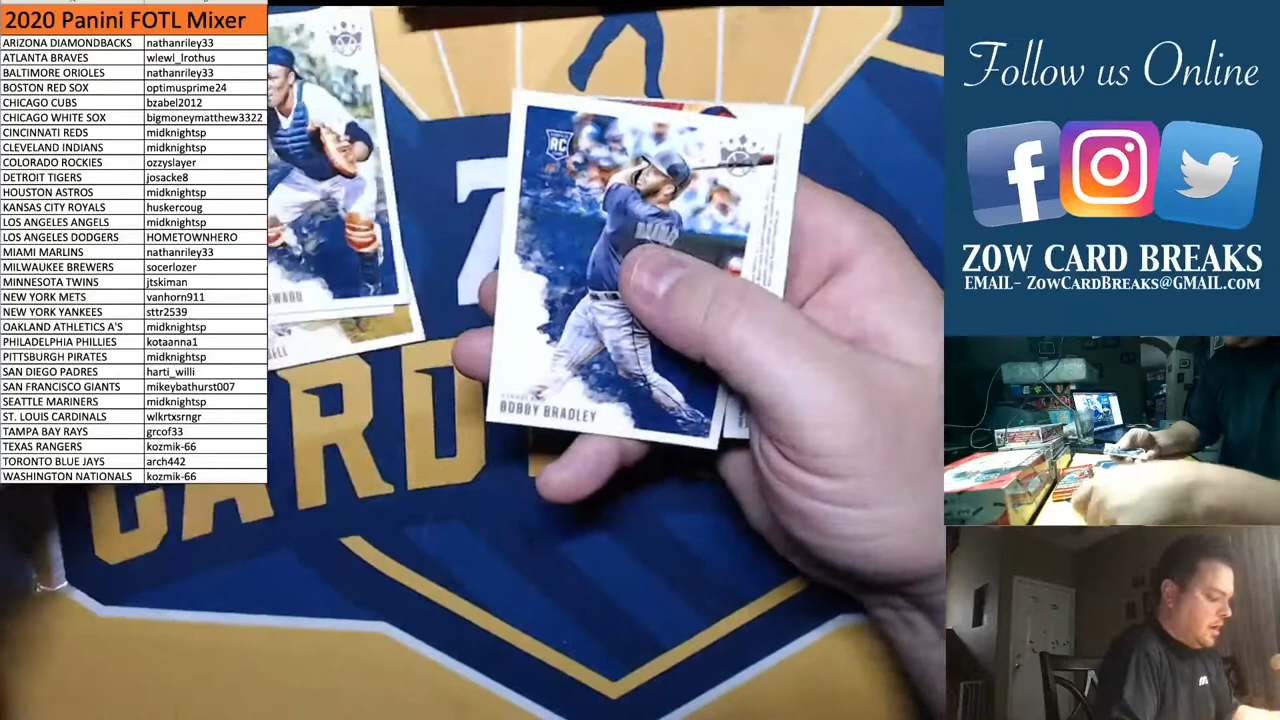 2020 Panini FOTL Mixer
ARIZONA DIAMONDBACKS nathanriley33
ATLANTA BRAVES wlewl_lrothus
BALTIMORE ORIOLES nathanriley33
BOSTON RED SOX optimusprime24
CHICAGO CUBS bzabel2012
CHICAGO WHITE SOX bigmoneymatthew3322
CINCINNATI REDS midknightsp
CLEVELAND INDIANS midknightsp
COLORADO ROCKIES ozzyslayer
DETROIT TIGERS josacke8
HOUSTON ASTROS midknightsp
KANSAS CITY ROYALS huskercoug
LOS ANGELES ANGELS midknightsp
LOS ANGELES DODGERS HOMETOWNHERO
MIAMI MARLINS nathanriley33
MILWAUKEE BREWERS socerlozer
MINNESOTA TWINS jtskiman
NEW YORK METS vanhorn911
NEW YORK YANKEES sttr2539
OAKLAND ATHLETICS A'S midknightsp
PHILADELPHIA PHILLIES kotaanna1
PITTSBURGH PIRATES midknightsp
SAN DIEGO PADRES harti_willi
SAN FRANCISCO GIANTS mikeybathurst007
SEATTLE MARINERS midknightsp
ST. LOUIS CARDINALS wlkrtxsrngr
TAMPA BAY RAYS grcof33
TEXAS RANGERS kozmik-66
TORONTO BLUE JAYS arch442
WASHINGTON NATIONALS kozmik-66
RC
BOBBY BRADLEY
CARD
Follow us Online
ZOW CARD BREAKS
EMAIL- ZOWCARDBREAKS@GMAIL.COM